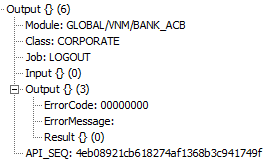 Output {} (6)
Module: GLOBAL/VNM/BANK_ACB
Class: CORPORATE
Job: LOGOUT
Input {} (0)
Output {} (3)
ErrorCode: 00000000
ErrorMessage:
Result {} (0)
API_SEQ: 4eb08921cb618274af1368b3c941749f